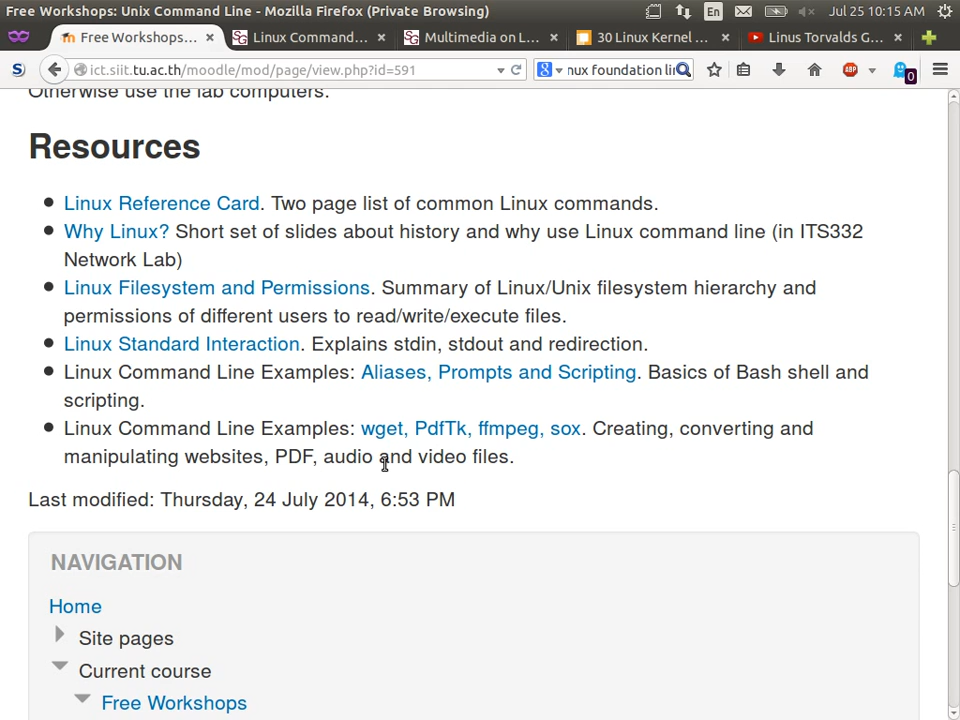 Free Workshops: Unix Command Line - Mozilla Firefox (Private Browsing)
En
Jul 25 10:15 AM
Free Workshops...
Linux Command...
Multimedia on L...
30 Linux Kernel ...
Linus Torvalds G...
ict.siit.tu.ac.th/moodle/mod/page/view.php?id=591
nux foundation li
ABP
0
Otherwise use the lab computers.
Resources
Linux Reference Card. Two page list of common Linux commands.
Why Linux? Short set of slides about history and why use Linux command line (in ITS332
Network Lab)
Linux Filesystem and Permissions. Summary of Linux/Unix filesystem hierarchy and
permissions of different users to read/write/execute files.
Linux Standard Interaction. Explains stdin, stdout and redirection.
Linux Command Line Examples: Aliases, Prompts and Scripting. Basics of Bash shell and
scripting.
Linux Command Line Examples: wget, PdfTk, ffmpeg, sox. Creating, converting and
manipulating websites, PDF, audio and video files.
Last modified: Thursday, 24 July 2014, 6:53 PM
NAVIGATION
Home
Site pages
Current course
Free Workshops